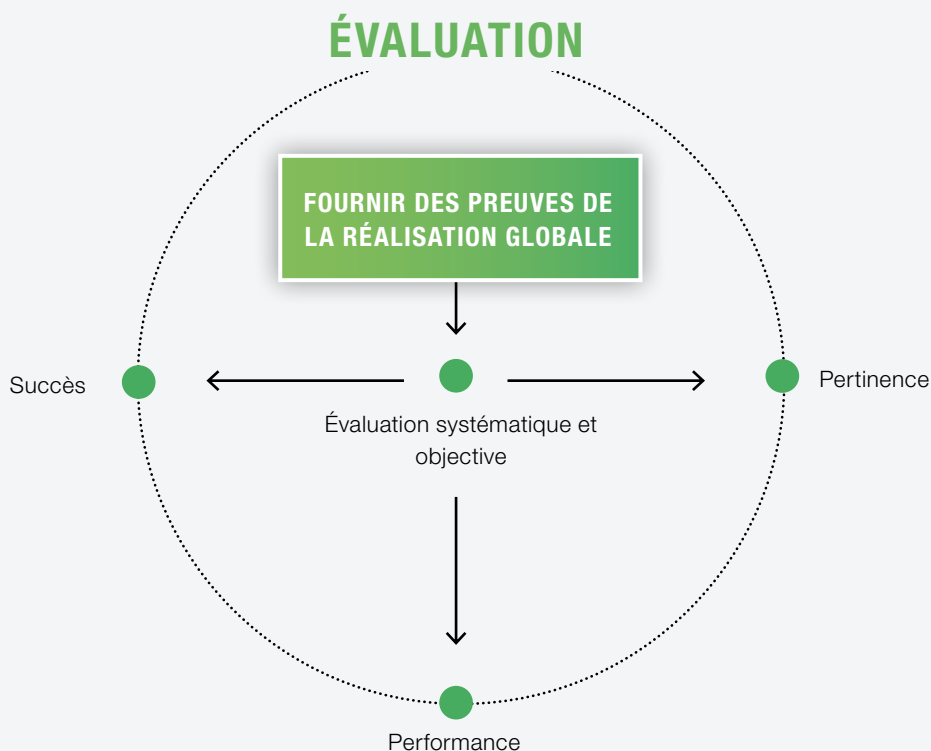 ÉVALUATION
FOURNIR DES PREUVES DE
LA RÉALISATION GLOBALE
Succès
Pertinence
Évaluation systématique et
objective
Performance